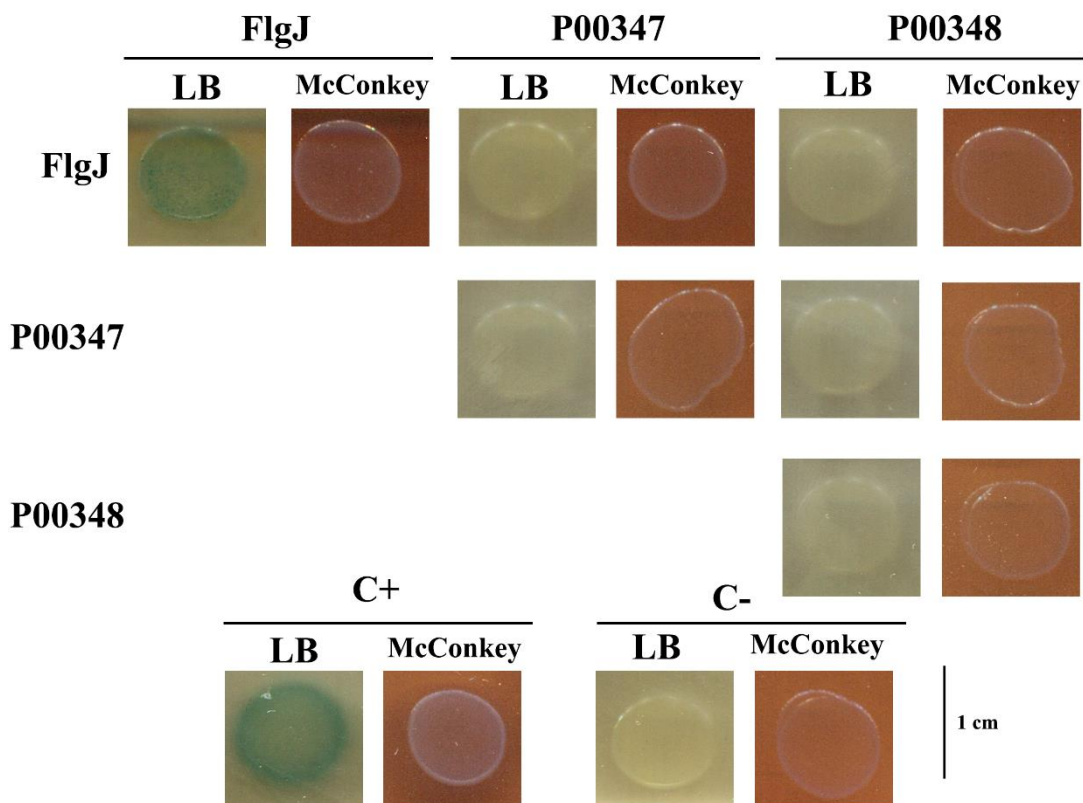 FlgJ P00347 P00348
LB McConkey LB McConkey LB McConkey
FlgJ
P00347
P00348
C+ C-
LB McConkey LB McConkey
1 cm